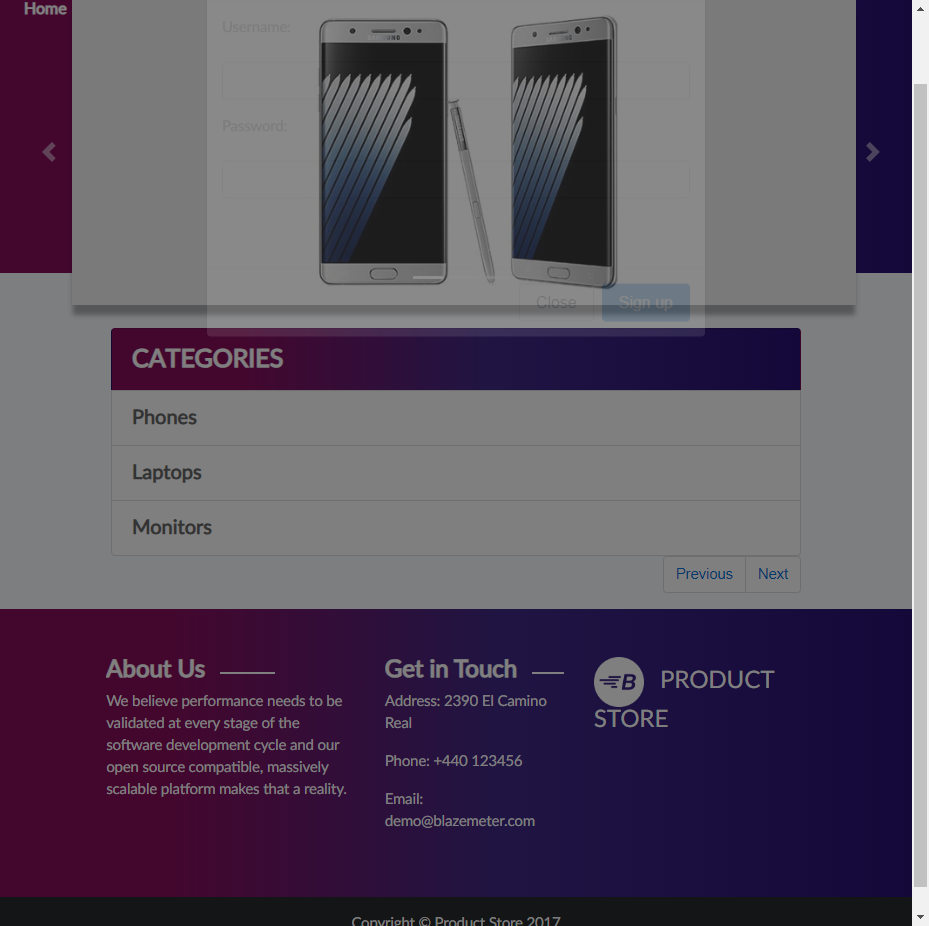 Home
Username:
SAMSUNG
SAMSUNG
Password:
Close
Sign up
CATEGORIES
Phones
Laptops
Monitors
Previous
Next
About Us
We believe performance needs to be
validated at every stage of the
software development cycle and our
open source compatible, massively
scalable platform makes that a reality.
Get in Touch
Address: 2390 El Camino
Real
Phone: +440 123456
Email:
demo@blazemeter.com
B PRODUCT
STORE
Copyright © Product Store 2017